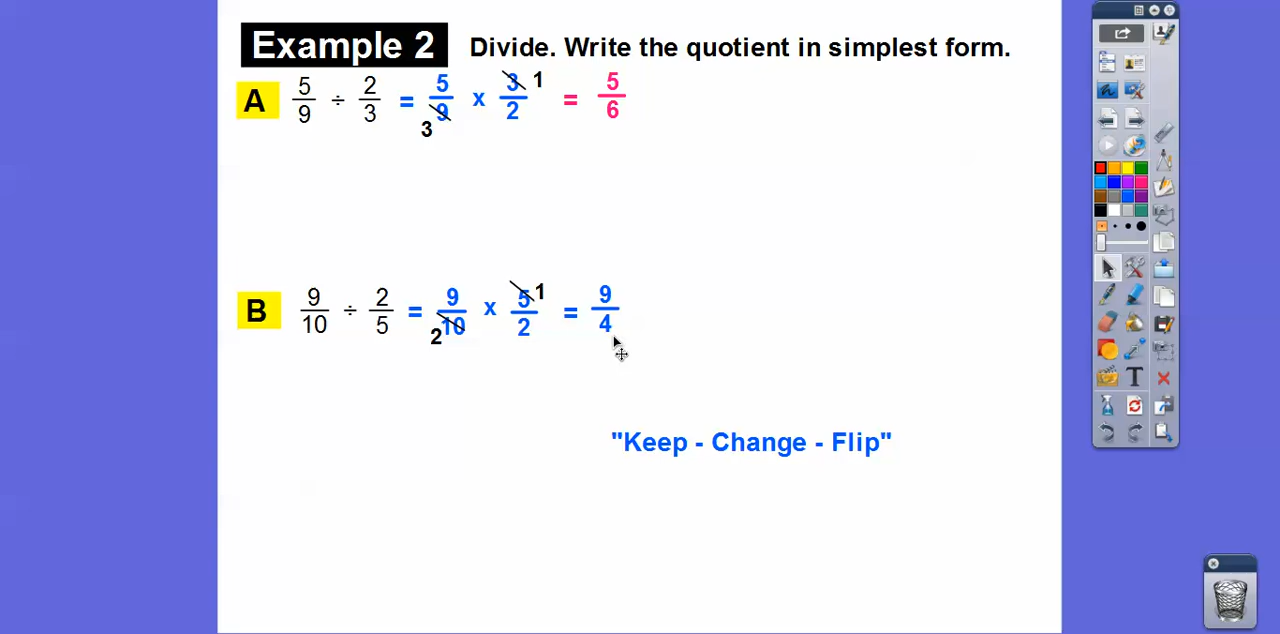 Example 2 Divide. Write the quotient in simplest form.
A 5/9 ÷ 2/3 = 5/9 3 x 3/2 1 = 5/6
B 9/10 ÷ 2/5 = 9/10 2 x 5/2 1 = 9/4
"Keep - Change - Flip"
T